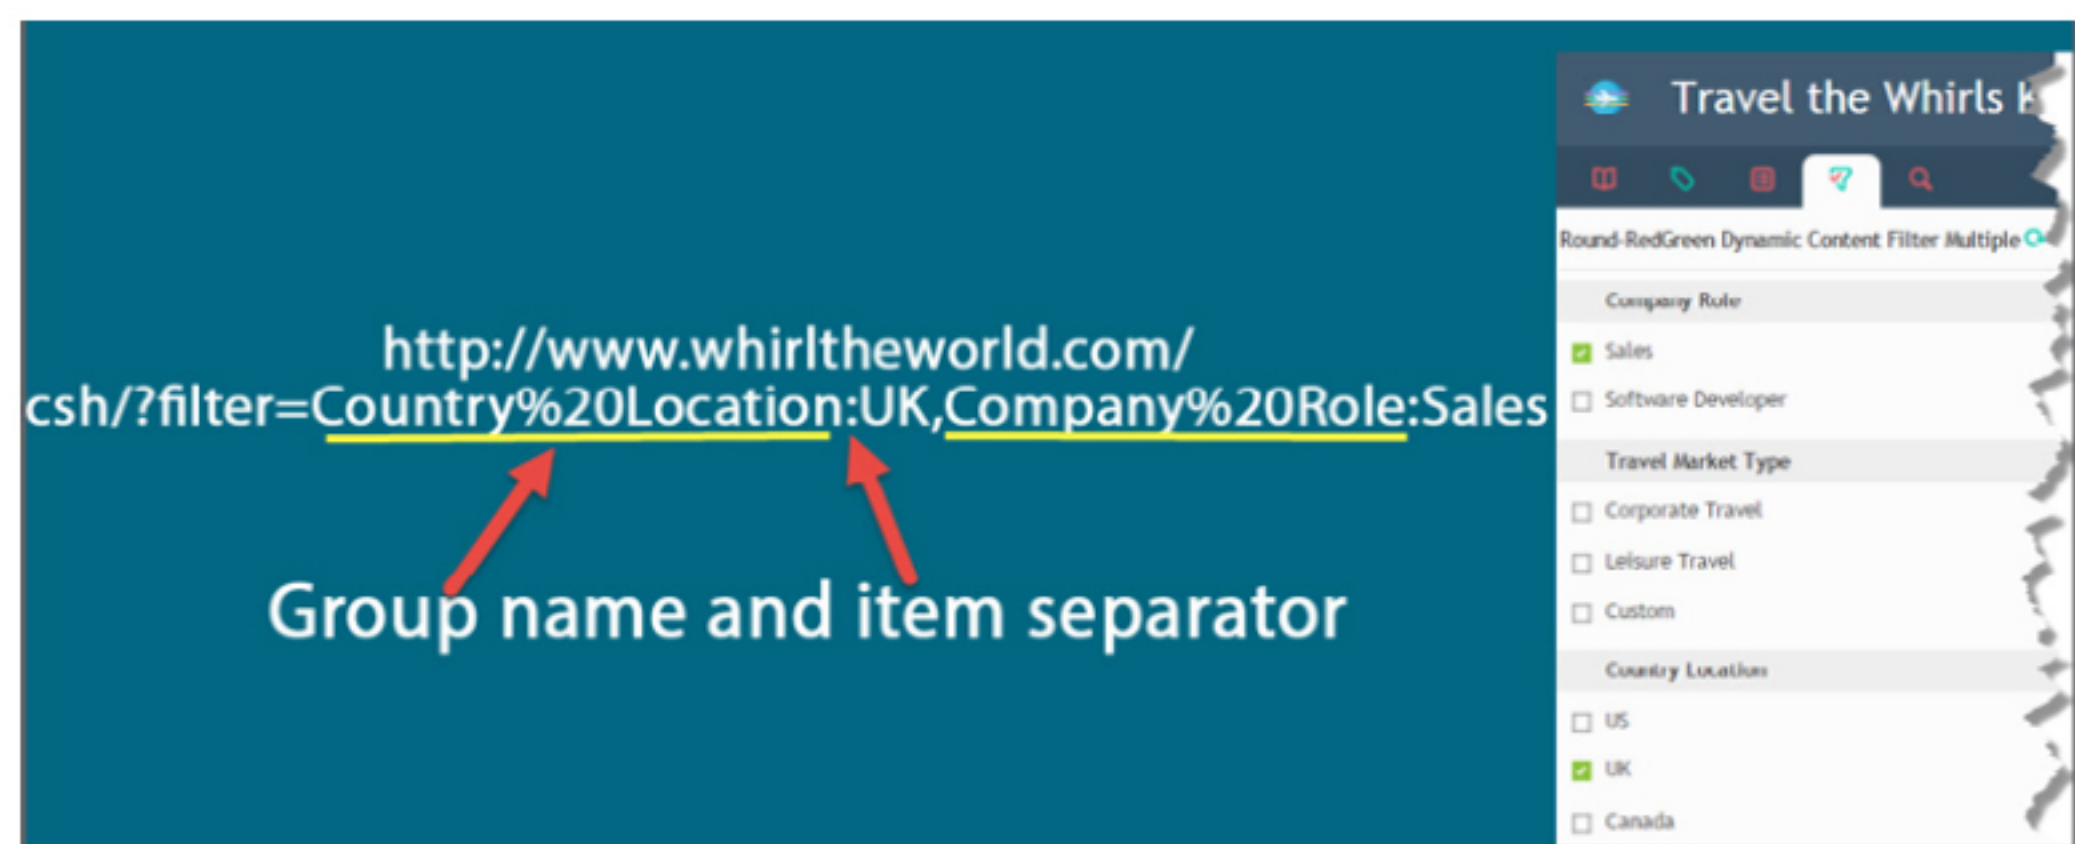 http://www.whirltheworld.com/
csh/?filter=Country%20Location:UK,Company%20Role:Sales
Group name and item separator
Travel the Whirls
Round-RedGreen Dynamic Content Filter Multiple
Company Role
Sales
Software Developer
Travel Market Type
Corporate Travel
Leisure Travel
Custom
Country Location
US
UK
Canada